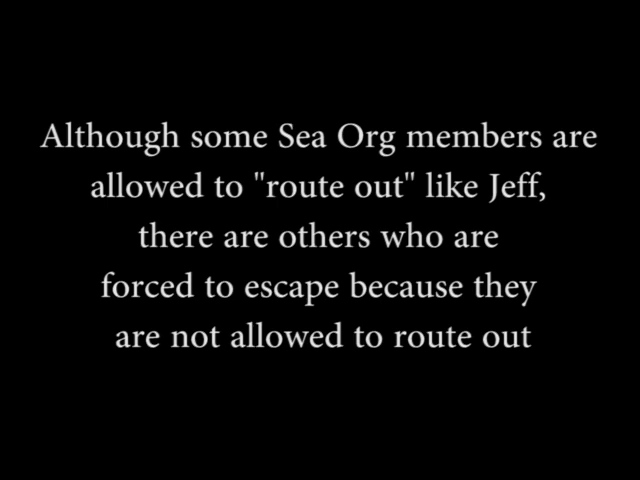 Although some Sea Org members are
allowed to "route out" like Jeff,
there are others who are
forced to escape because they
are not allowed to route out